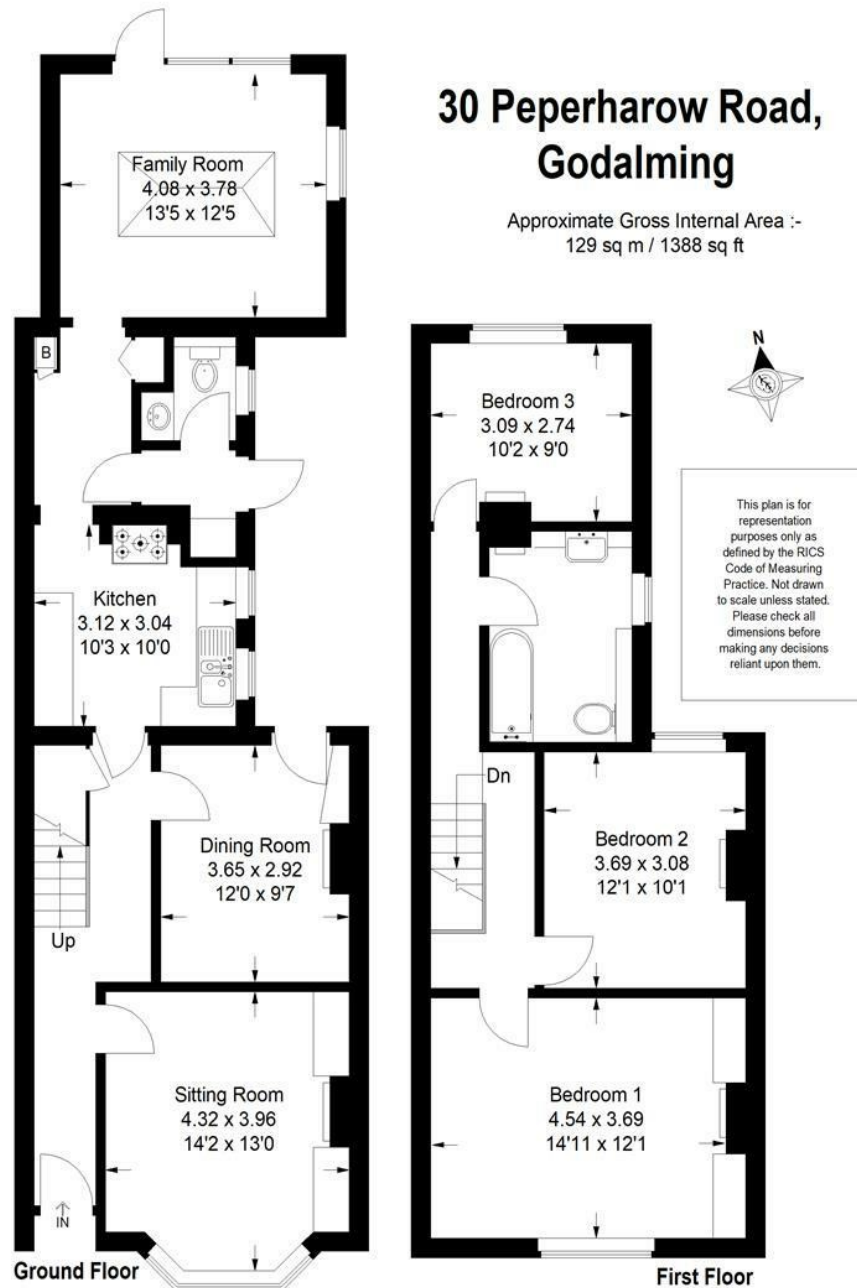 30 Peperharow Road,
Godalming
Approximate Gross Internal Area :-
129 sq m / 1388 sq ft
Family Room
4.08 x 3.78
13'5 x 12'5
B
Kitchen
3.12 x 3.04
10'3 x 10'0
Dining Room
3.65 x 2.92
12'0 x 9'7
Up
Sitting Room
4.32 x 3.96
14'2 x 13'0
IN
Ground Floor
N
Bedroom 3
3.09 x 2.74
10'2 x 9'0
This plan is for
representation
purposes only as
defined by the RICS
Code of Measuring
Practice. Not drawn
to scale unless stated.
Please check all
dimensions before
making any decisions
reliant upon them.
Dn
Bedroom 2
3.69 x 3.08
12'1 x 10'1
Bedroom 1
4.54 x 3.69
14'11 x 12'1
First Floor